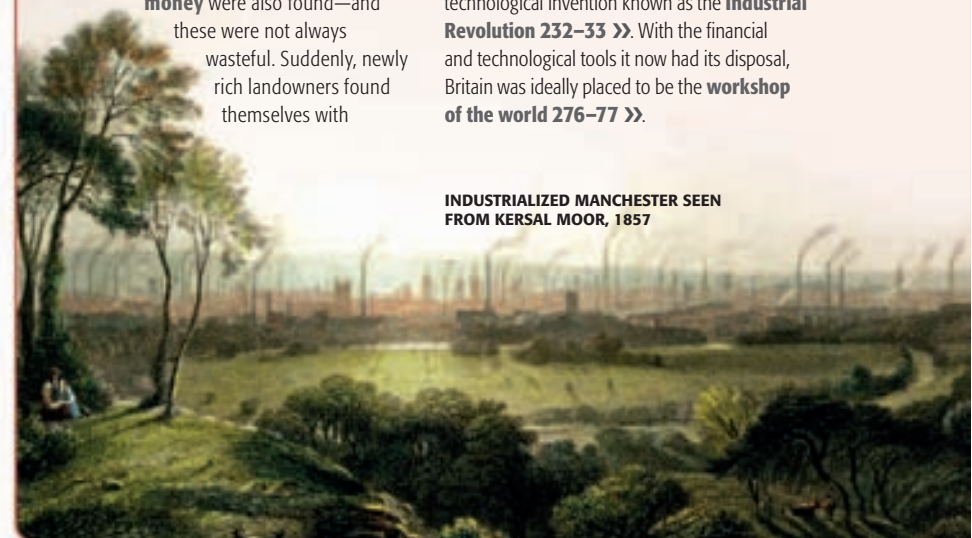 money were also found—and
these were not always
wasteful. Suddenly, newly
rich landowners found
themselves with
technological invention known as the Industrial
Revolution 232–33 ❯❯. With the financial
and technological tools it now had its disposal,
Britain was ideally placed to be the workshop
of the world 276–77 ❯❯.
INDUSTRIALIZED MANCHESTER SEEN
FROM KERSAL MOOR, 1857